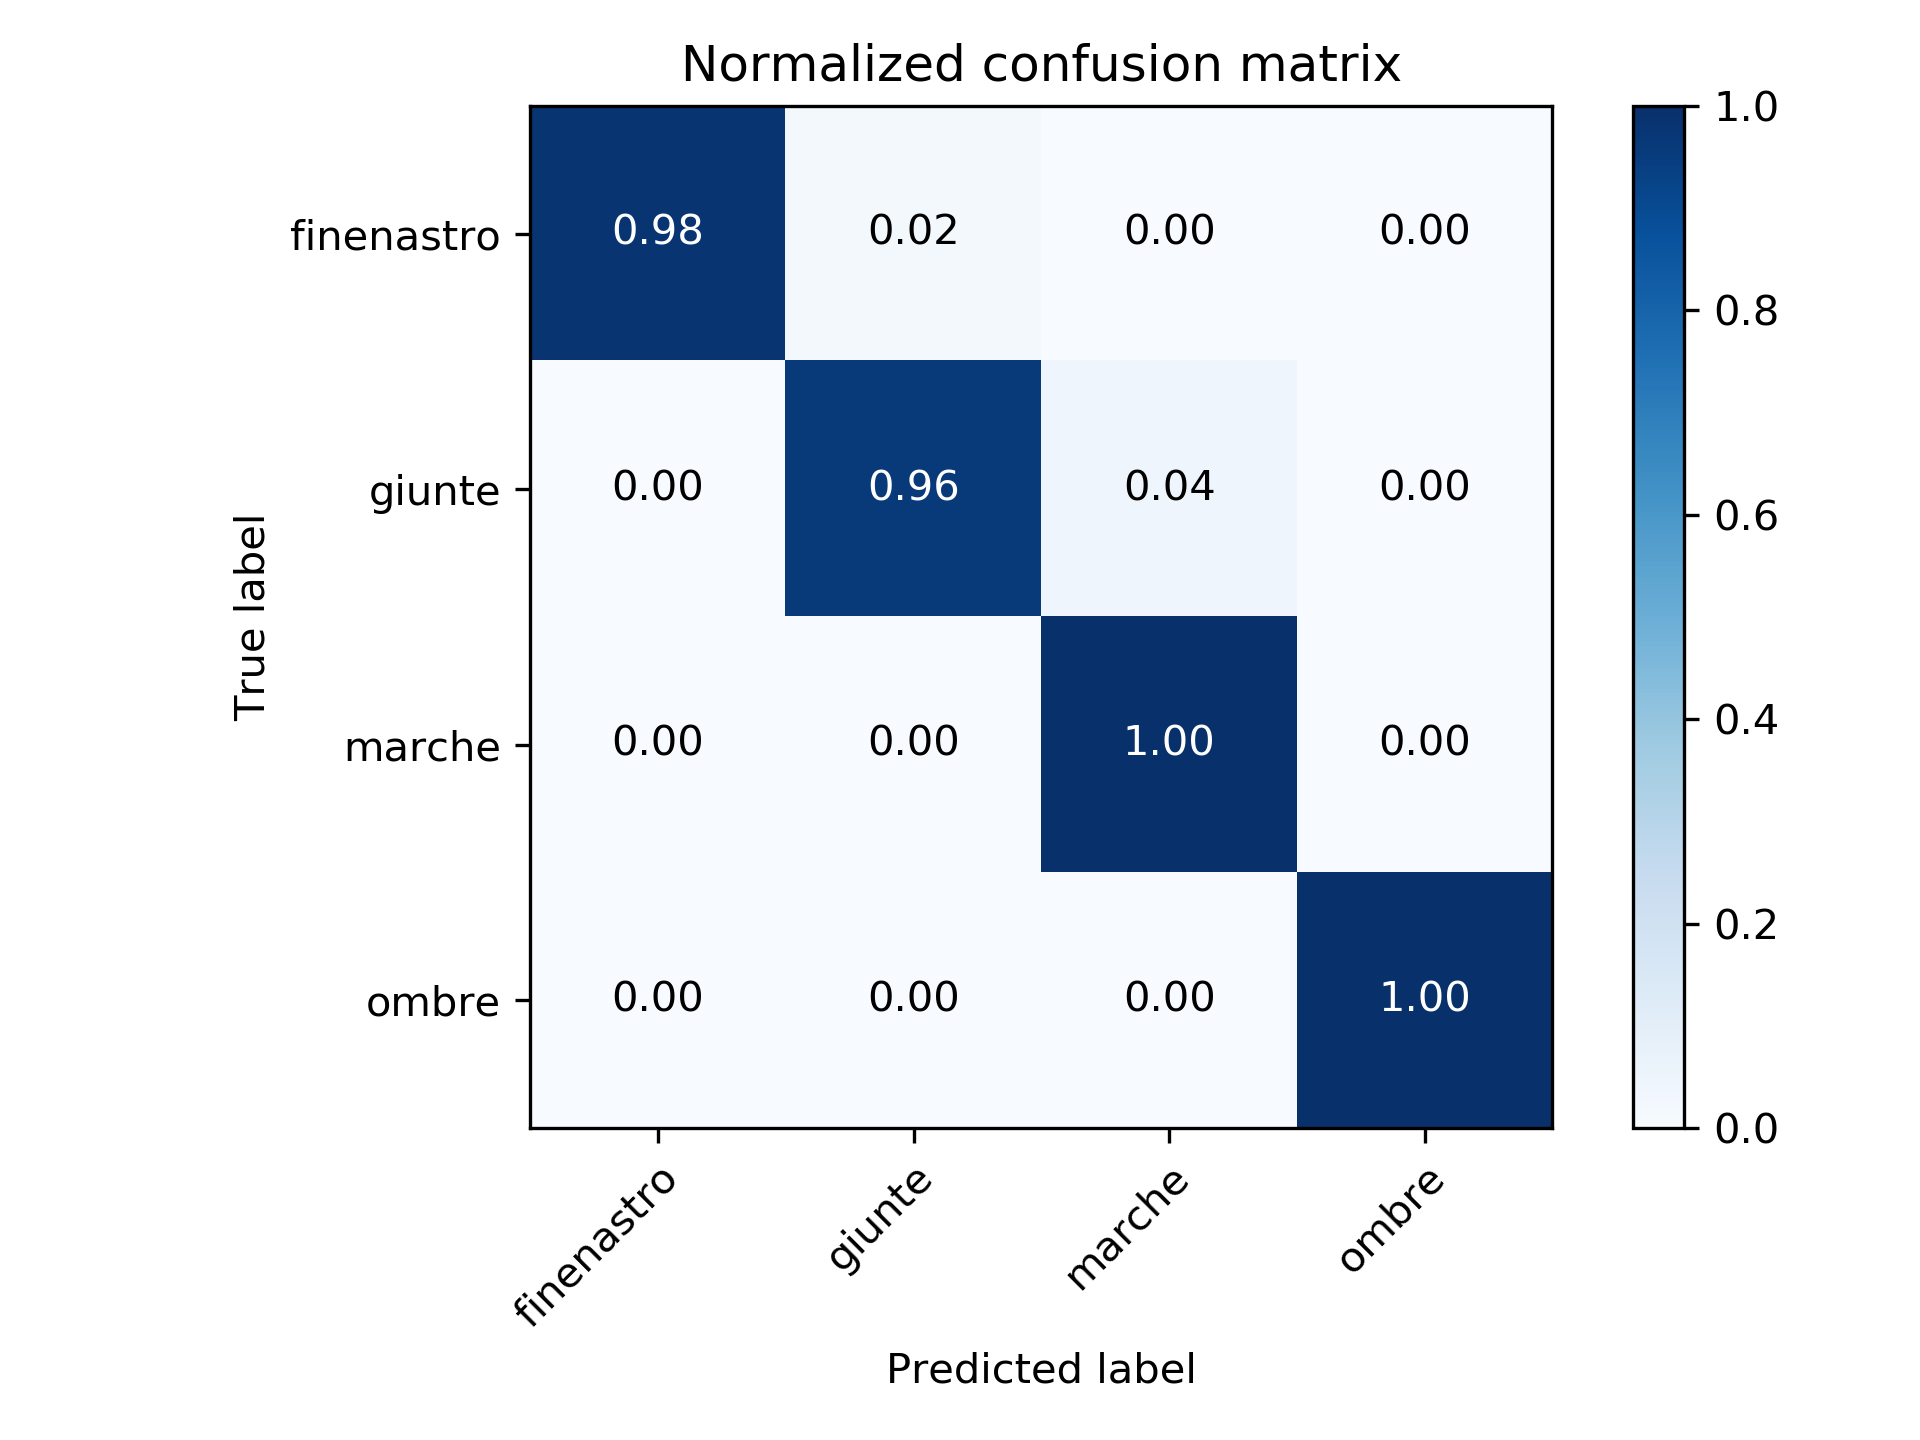 Normalized confusion matrix
True label
finenastro 0.98 0.02 0.00 0.00
giunte 0.00 0.96 0.04 0.00
marche 0.00 0.00 1.00 0.00
ombre 0.00 0.00 0.00 1.00
finenastro giunte marche ombre
Predicted label
1.0
0.8
0.6
0.4
0.2
0.0